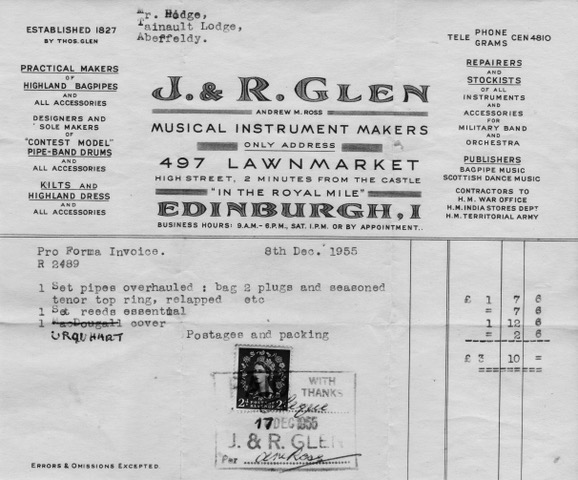 Mr. Hodge,
Tainault Lodge,
Aberfeldy.
ESTABLISHED 1827
BY THOS. GLEN
PRACTICAL MAKERS
OF
HIGHLAND BAGPIPES
AND
ALL ACCESSORIES
DESIGNERS AND
SOLE MAKERS
OF
"CONTEST MODEL"
PIPE-BAND DRUMS
AND
ALL ACCESSORIES
KILTS AND
HIGHLAND DRESS
AND
ALL ACCESSORIES
J. & R. GLEN
ANDREW M. ROSS
MUSICAL INSTRUMENT MAKERS
ONLY ADDRESS
497 LAWNMARKET
HIGH STREET, 2 MINUTES FROM THE CASTLE
"IN THE ROYAL MILE"
EDINBURGH, 1
BUSINESS HOURS: 9 A.M.-6 P.M., SAT. 1 P.M. OR BY APPOINTMENT..
TELE PHONE GRAMS CEN 4810
REPAIRERS
AND
STOCKISTS
OF ALL
INSTRUMENTS
AND
ACCESSORIES
FOR
MILITARY BAND
AND
ORCHESTRA
PUBLISHERS
BAGPIPE MUSIC
SCOTTISH DANCE MUSIC
CONTRACTORS TO
H.M. WAR OFFICE
H.M. INDIA STORES DEPT
H.M. TERRITORIAL ARMY
Pro Forma Invoice. 8th Dec. 1955
R 2489
1 Set pipes overhauled : bag 2 plugs and seasoned
tenor top ring, relapped etc £ 1 7 6
1 Set reeds essential = 7 6
1 MacDougall cover 1 12 6
URQUHART Postages and packing = 2 6
£ 3 10 =
PAID WITH
THANKS
cheque
2½
17 DEC 1955
J. & R. GLEN
Per AM Ross
ERRORS & OMISSIONS EXCEPTED